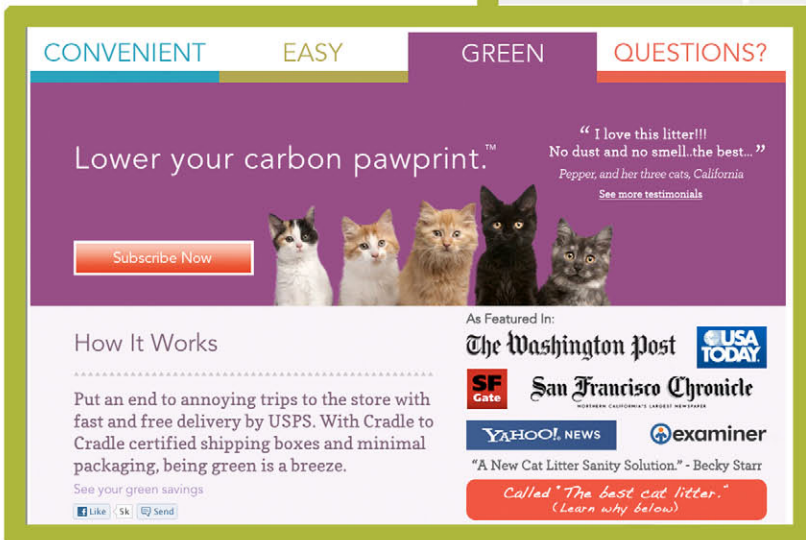 CONVENIENT
EASY
GREEN
QUESTIONS?
Lower your carbon pawprint.™
“ I love this litter!!!
No dust and no smell..the best... ”
Pepper, and her three cats, California
See more testimonials
Subscribe Now
How It Works
Put an end to annoying trips to the store with
fast and free delivery by USPS. With Cradle to
Cradle certified shipping boxes and minimal
packaging, being green is a breeze.
See your green savings
Like 5k Send
As Featured In:
The Washington Post
USA
TODAY.
SF
Gate
San Francisco Chronicle
NORTHERN CALIFORNIA'S LARGEST NEWSPAPER
YAHOO! NEWS
examiner
"A New Cat Litter Sanity Solution." - Becky Starr
Called "The best cat litter."
(Learn why below)